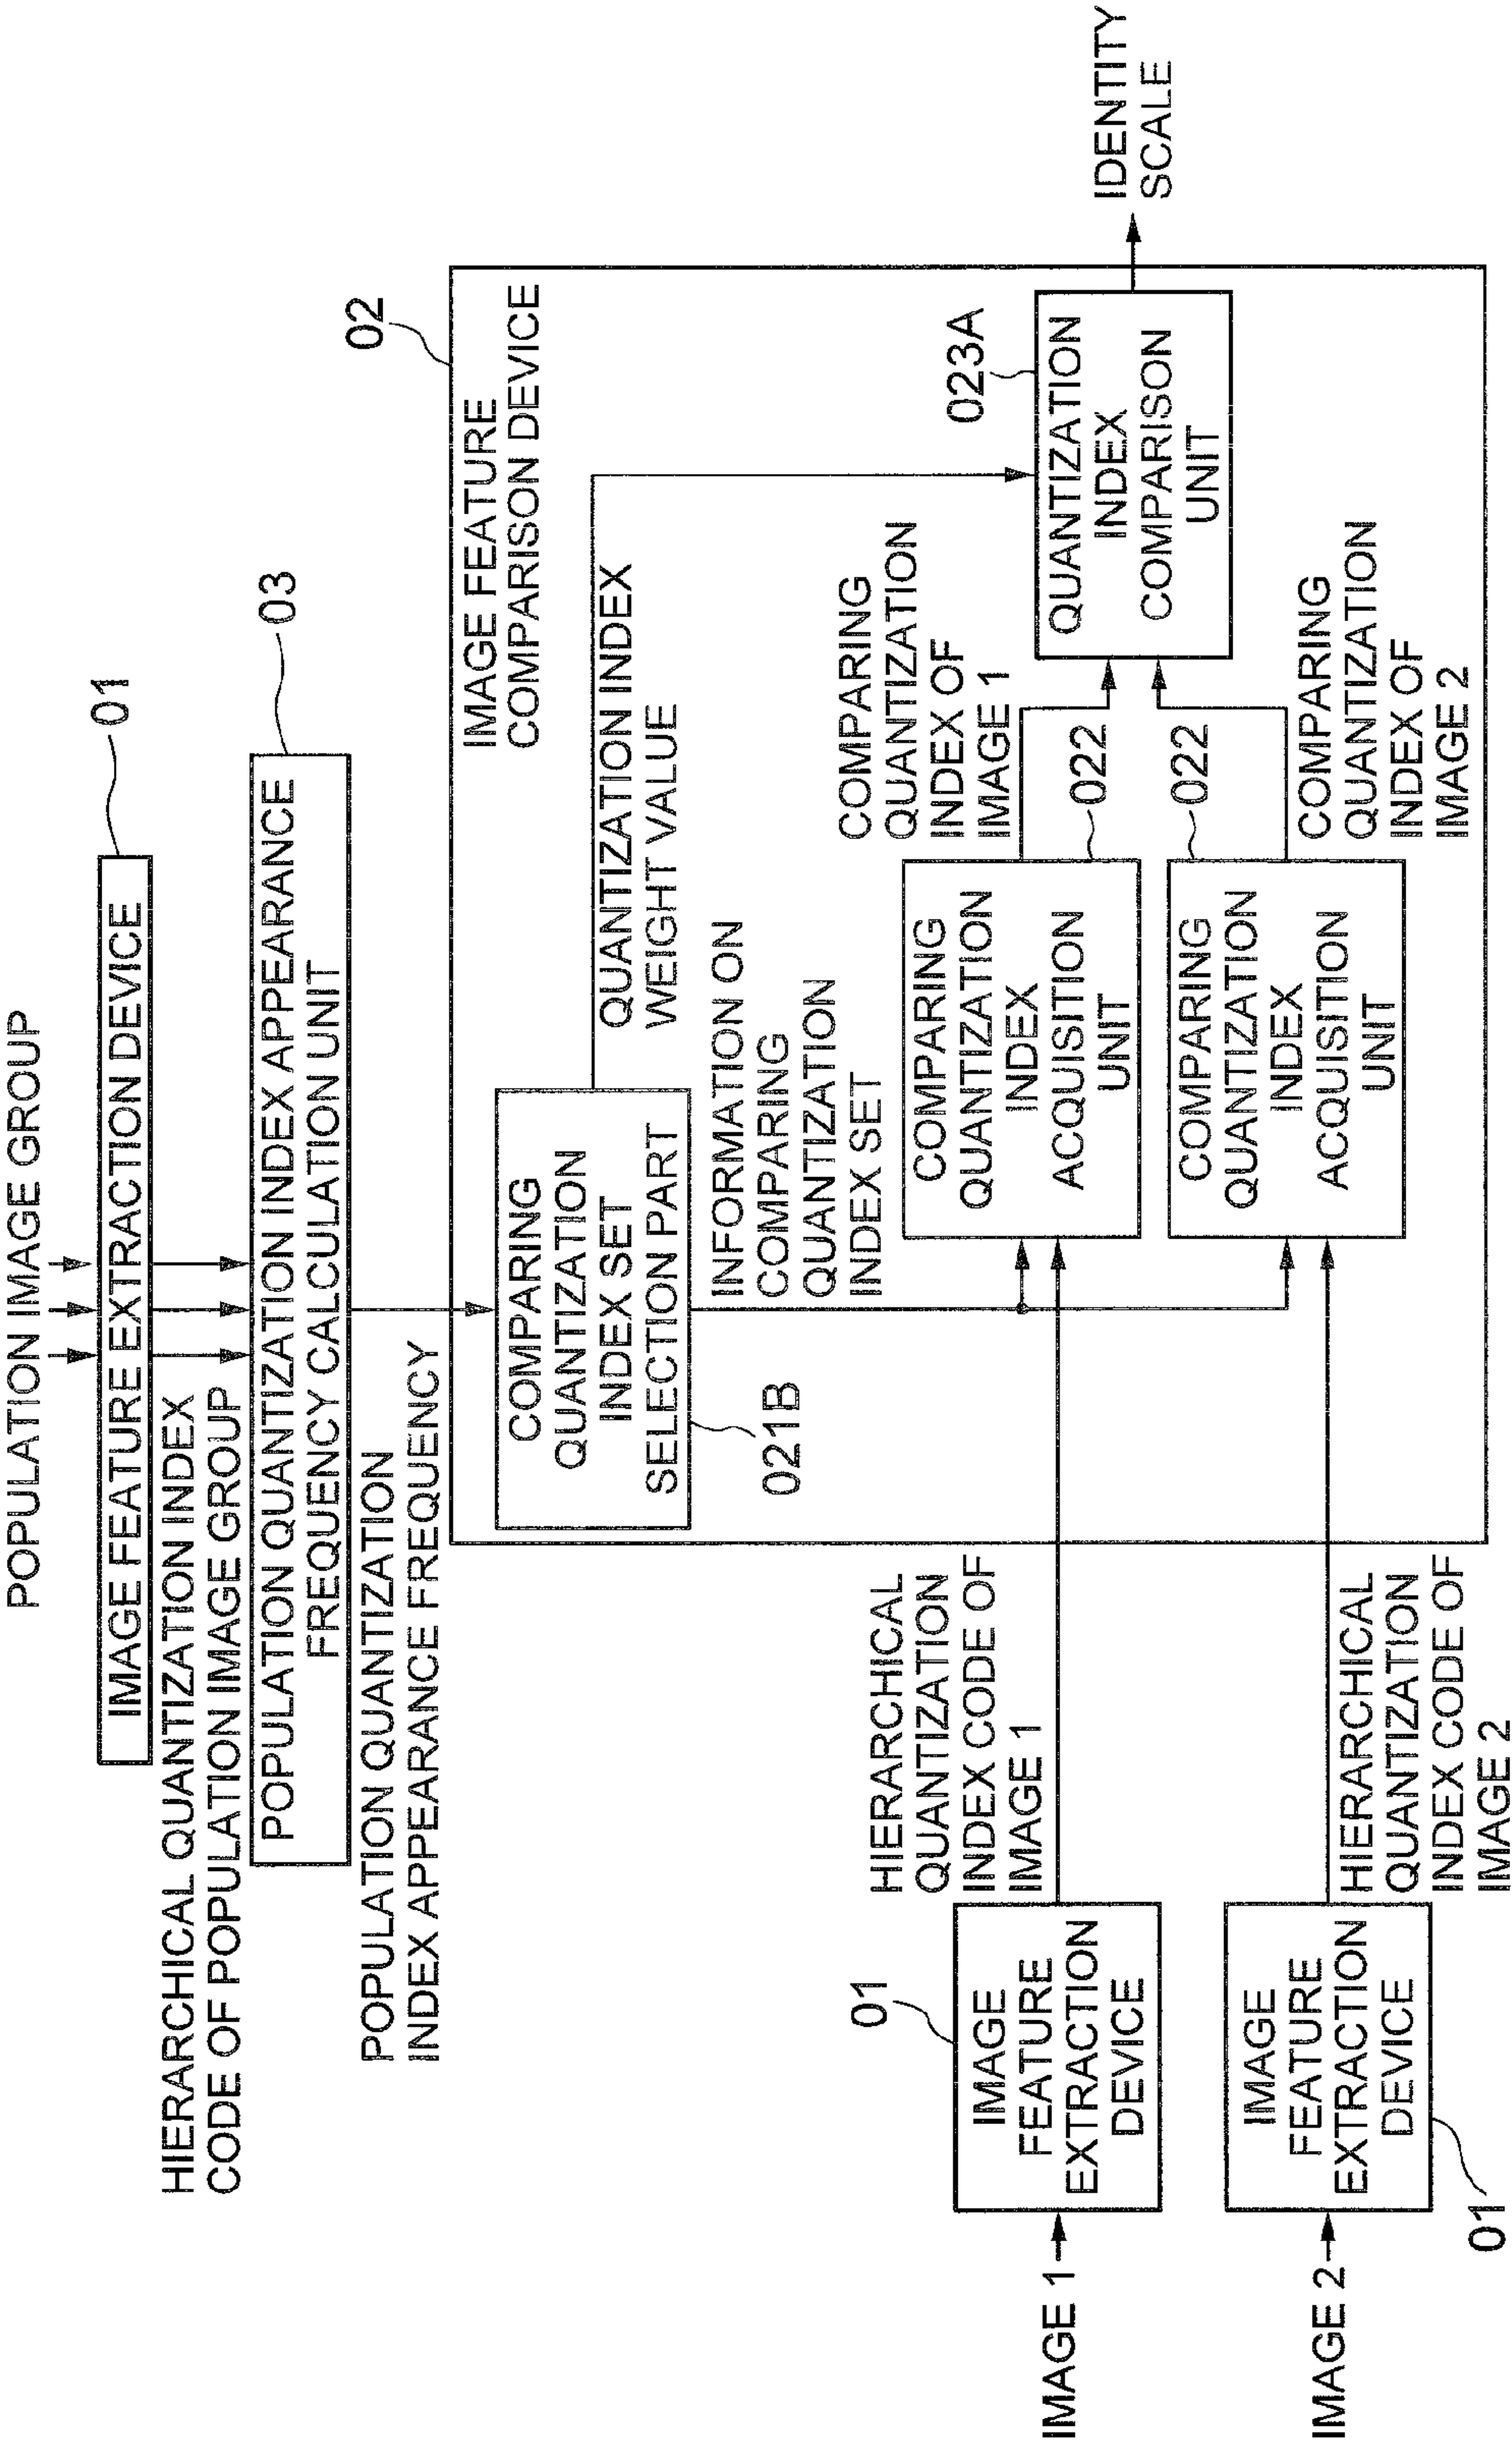 POPULATION IMAGE GROUP
IMAGE FEATURE EXTRACTION DEVICE
01
HIERARCHICAL QUANTIZATION INDEX
CODE OF POPULATION IMAGE GROUP
POPULATION QUANTIZATION INDEX APPEARANCE
FREQUENCY CALCULATION UNIT
03
POPULATION QUANTIZATION
INDEX APPEARANCE FREQUENCY
02
IMAGE FEATURE
COMPARISON DEVICE
COMPARING
QUANTIZATION
INDEX SET
SELECTION PART
021B
QUANTIZATION INDEX
WEIGHT VALUE
INFORMATION ON
COMPARING
QUANTIZATION
INDEX SET
IMAGE 1
IMAGE
FEATURE
EXTRACTION
DEVICE
01
HIERARCHICAL
QUANTIZATION
INDEX CODE OF
IMAGE 1
COMPARING
QUANTIZATION
INDEX
ACQUISITION
UNIT
022
COMPARING
QUANTIZATION
INDEX OF
IMAGE 1
023A
QUANTIZATION
INDEX
COMPARISON
UNIT
IDENTITY
SCALE
IMAGE 2
IMAGE
FEATURE
EXTRACTION
DEVICE
01
HIERARCHICAL
QUANTIZATION
INDEX CODE OF
IMAGE 2
COMPARING
QUANTIZATION
INDEX
ACQUISITION
UNIT
022
COMPARING
QUANTIZATION
INDEX OF
IMAGE 2